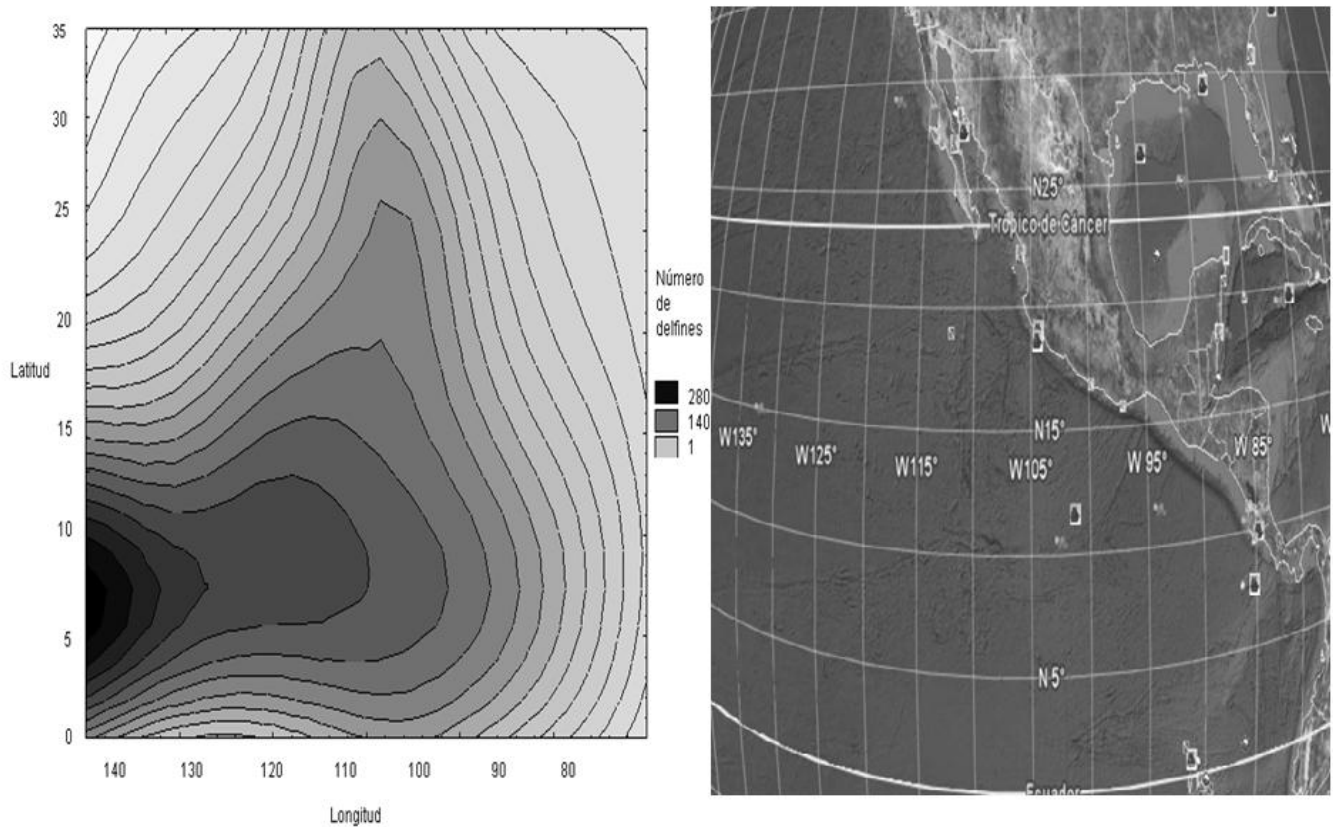 35
30
25
20
15
10
5
0
Latitud
140 130 120 110 100 90 80
Longitud
Número
de
delfines
280
140
1
N25°
Trópico de Cáncer
N15°
W135°
W125°
W115°
W105°
W 95°
W 85°
W
N 5°
Ecuador